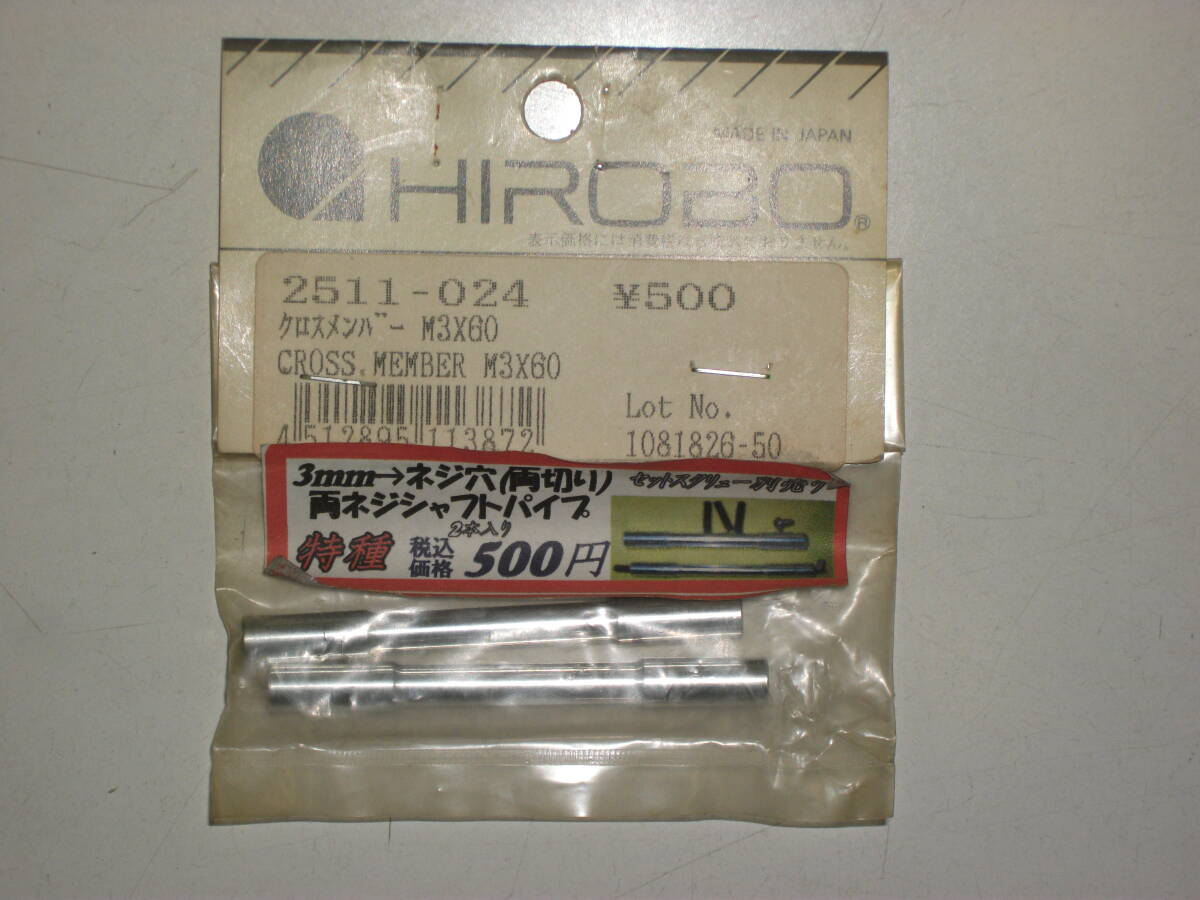 MADE IN JAPAN
HIROBO®
表示価格には消費税は含まれておりません。
2511-024 ¥500
ｸﾛｽﾒﾝﾊﾞｰ M3X60
CROSS MEMBER M3X60
Lot No.
4 512895 113872
1081826-50
3mm→ネジ穴(両切り)
セットスクリュー別売り
両ネジシャフトパイプ
2本入り
特種 税込価格 500円